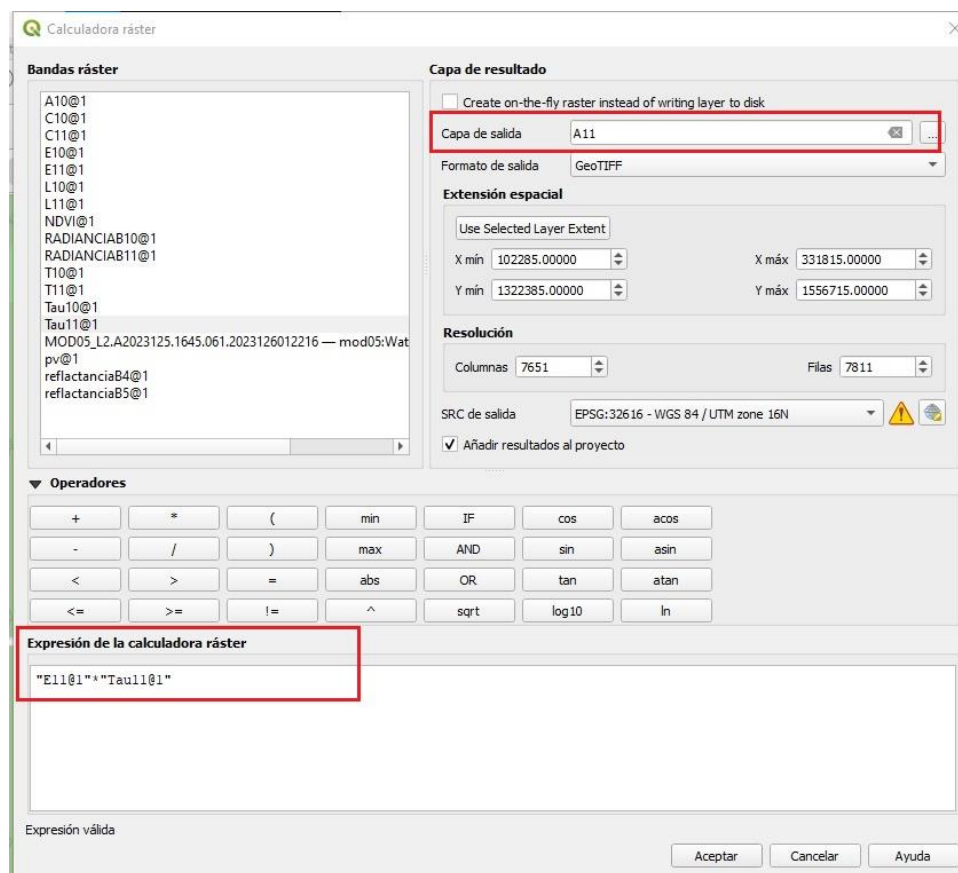 Calculadora ráster
Bandas ráster
A10@1
C10@1
C11@1
E10@1
E11@1
L10@1
L11@1
NDVI@1
RADIANCIAB10@1
RADIANCIAB11@1
T10@1
T11@1
Tau10@1
Tau11@1
MOD05_L2.A2023125.1645.061.2023126012216 — mod05:Wat
pv@1
reflactanciaB4@1
reflactanciaB5@1
Capa de resultado
Create on-the-fly raster instead of writing layer to disk
Capa de salida A11 ...
Formato de salida GeoTIFF
Extensión espacial
Use Selected Layer Extent
X mín 102285.00000 X máx 331815.00000
Y mín 1322385.00000 Y máx 1556715.00000
Resolución
Columnas 7651 Filas 7811
SRC de salida EPSG:32616 - WGS 84 / UTM zone 16N
Añadir resultados al proyecto
Operadores
+ * ( min IF cos acos
- / ) max AND sin asin
< > = abs OR tan atan
<= >= != ^ sqrt log10 ln
Expresión de la calculadora ráster
"E11@1"*"Tau11@1"
Expresión válida
Aceptar Cancelar Ayuda